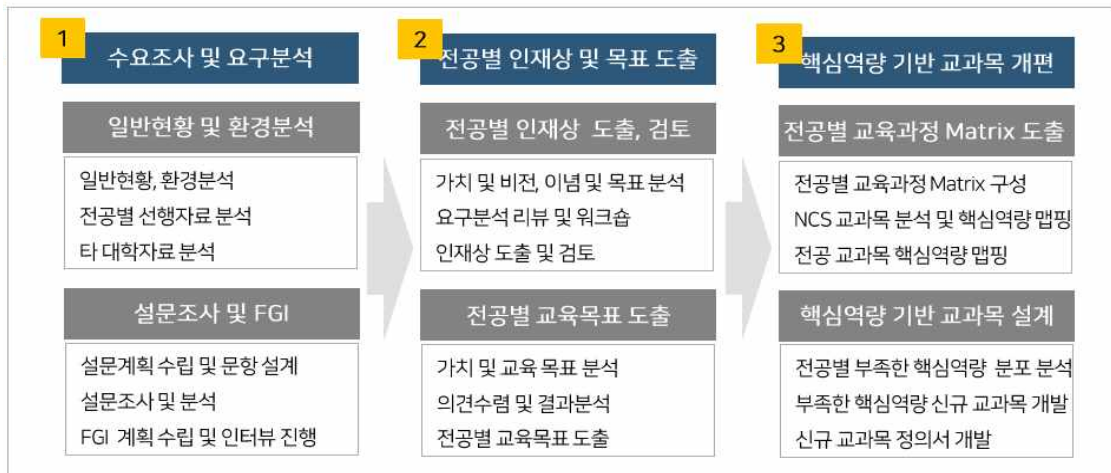 1
수요조사 및 요구분석
일반현황 및 환경분석
일반현황, 환경분석
전공별 선행자료 분석
타 대학자료 분석
설문조사 및 FGI
설문계획 수립 및 문항 설계
설문조사 및 분석
FGI 계획 수립 및 인터뷰 진행
2
전공별 인재상 및 목표 도출
전공별 인재상 도출, 검토
가치 및 비전, 이념 및 목표 분석
요구분석 리뷰 및 워크숍
인재상 도출 및 검토
전공별 교육목표 도출
가치 및 교육 목표 분석
의견수렴 및 결과분석
전공별 교육목표 도출
3
핵심역량 기반 교과목 개편
전공별 교육과정 Matrix 도출
전공별 교육과정 Matrix 구성
NCS 교과목 분석 및 핵심역량 맵핑
전공 교과목 핵심역량 맵핑
핵심역량 기반 교과목 설계
전공별 부족한 핵심역량 분포 분석
부족한 핵심역량 신규 교과목 개발
신규 교과목 정의서 개발